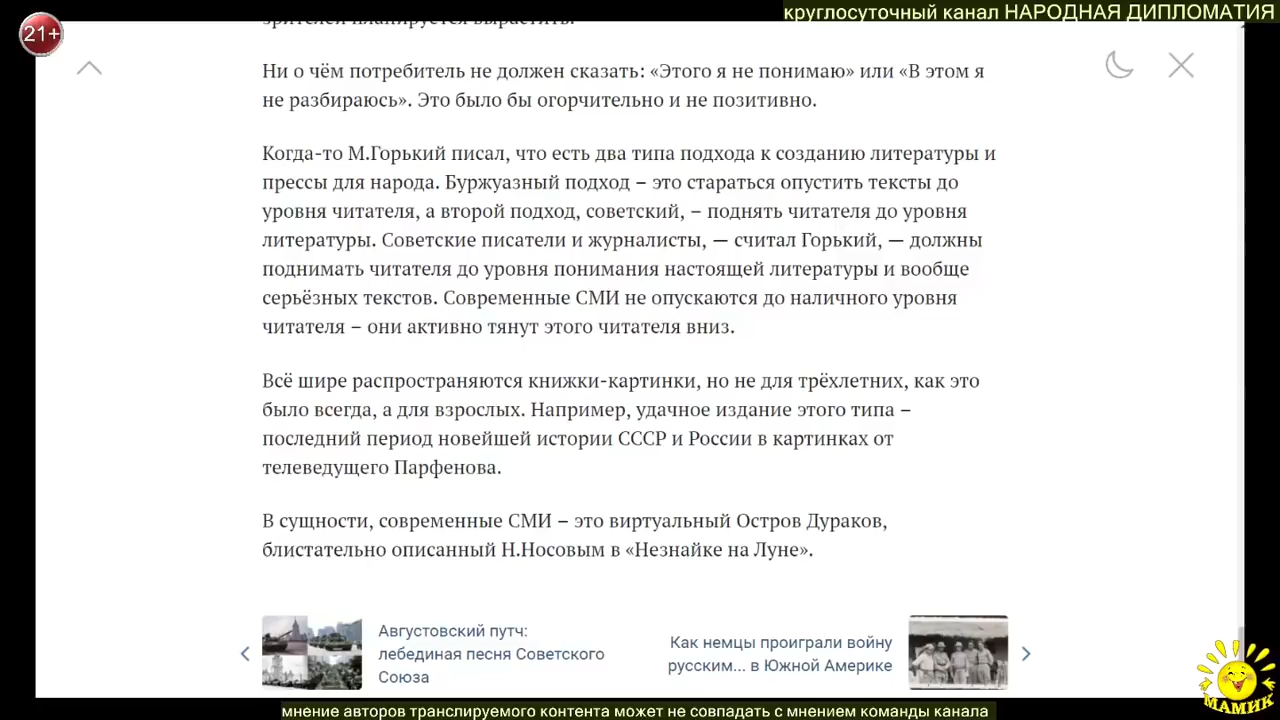 круглосуточный канал НАРОДНАЯ ДИПЛОМАТИЯ
21+
зрителей планируется вырастить.
Ни о чём потребитель не должен сказать: «Этого я не понимаю» или «В этом я
не разбираюсь». Это было бы огорчительно и не позитивно.
Когда-то М.Горький писал, что есть два типа подхода к созданию литературы и
прессы для народа. Буржуазный подход – это стараться опустить тексты до
уровня читателя, а второй подход, советский, – поднять читателя до уровня
литературы. Советские писатели и журналисты, — считал Горький, — должны
поднимать читателя до уровня понимания настоящей литературы и вообще
серьёзных текстов. Современные СМИ не опускаются до наличного уровня
читателя – они активно тянут этого читателя вниз.
Всё шире распространяются книжки-картинки, но не для трёхлетних, как это
было всегда, а для взрослых. Например, удачное издание этого типа –
последний период новейшей истории СССР и России в картинках от
телеведущего Парфенова.
В сущности, современные СМИ – это виртуальный Остров Дураков,
блистательно описанный Н.Носовым в «Незнайке на Луне».
Августовский путч:
лебединая песня Советского
Союза
Как немцы проиграли войну
русским... в Южной Америке
МАМИК
мнение авторов транслируемого контента может не совпадать с мнением команды канала